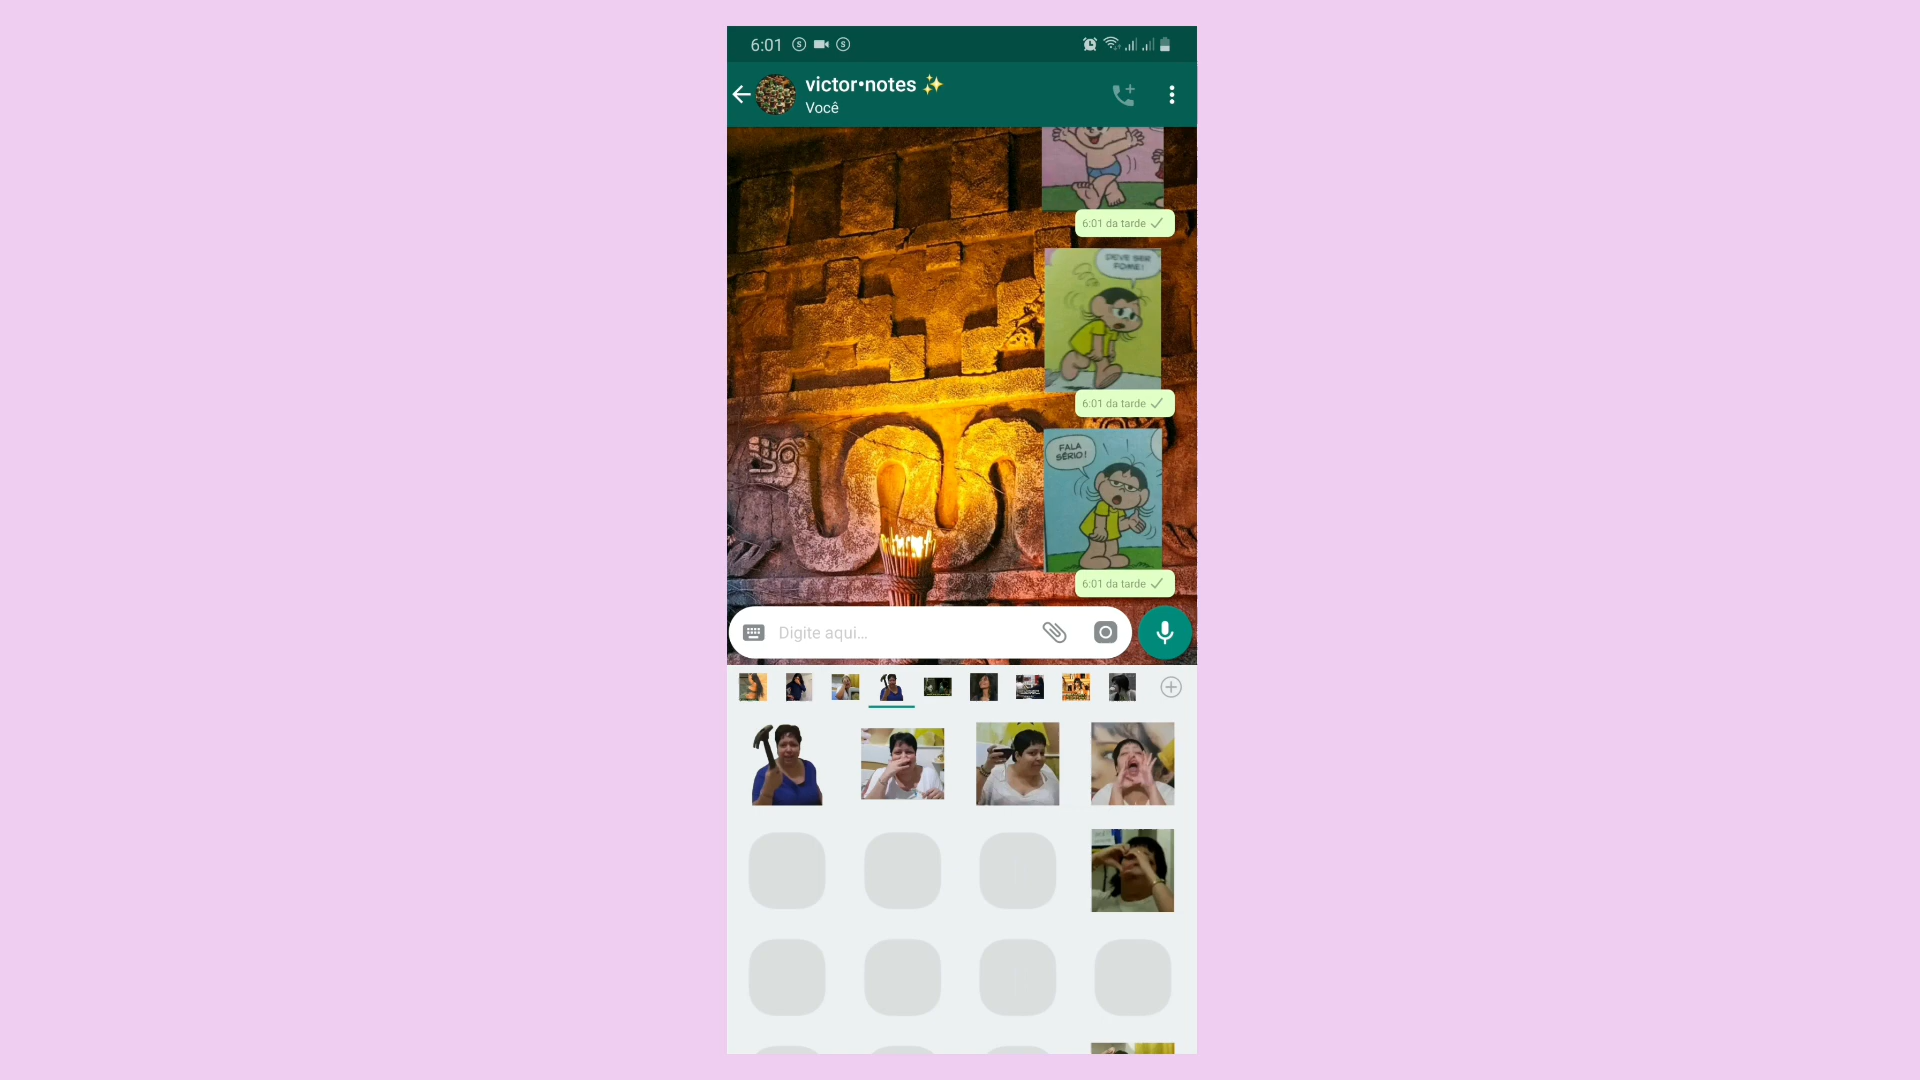 6:01
victor•notes ✨
Você
6:01 da tarde
DEVE SER
FOME!
6:01 da tarde
FALA
SÉRIO!
6:01 da tarde
Digite aqui...